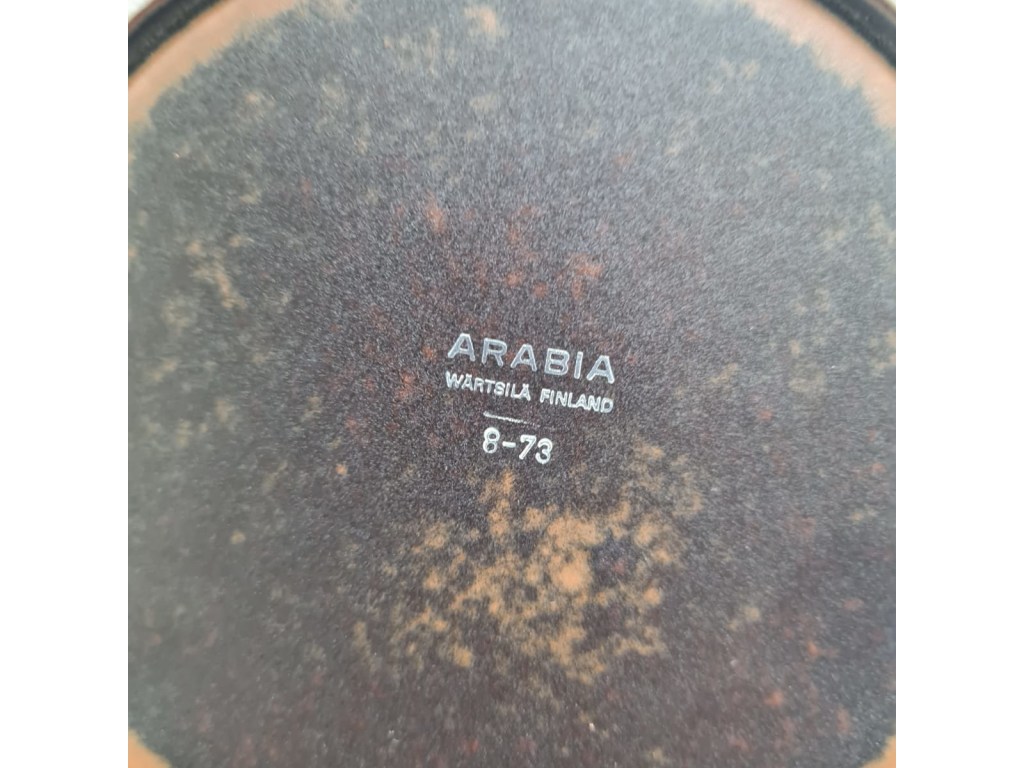 ARABIA
WÄRTSILÄ FINLAND
8-73